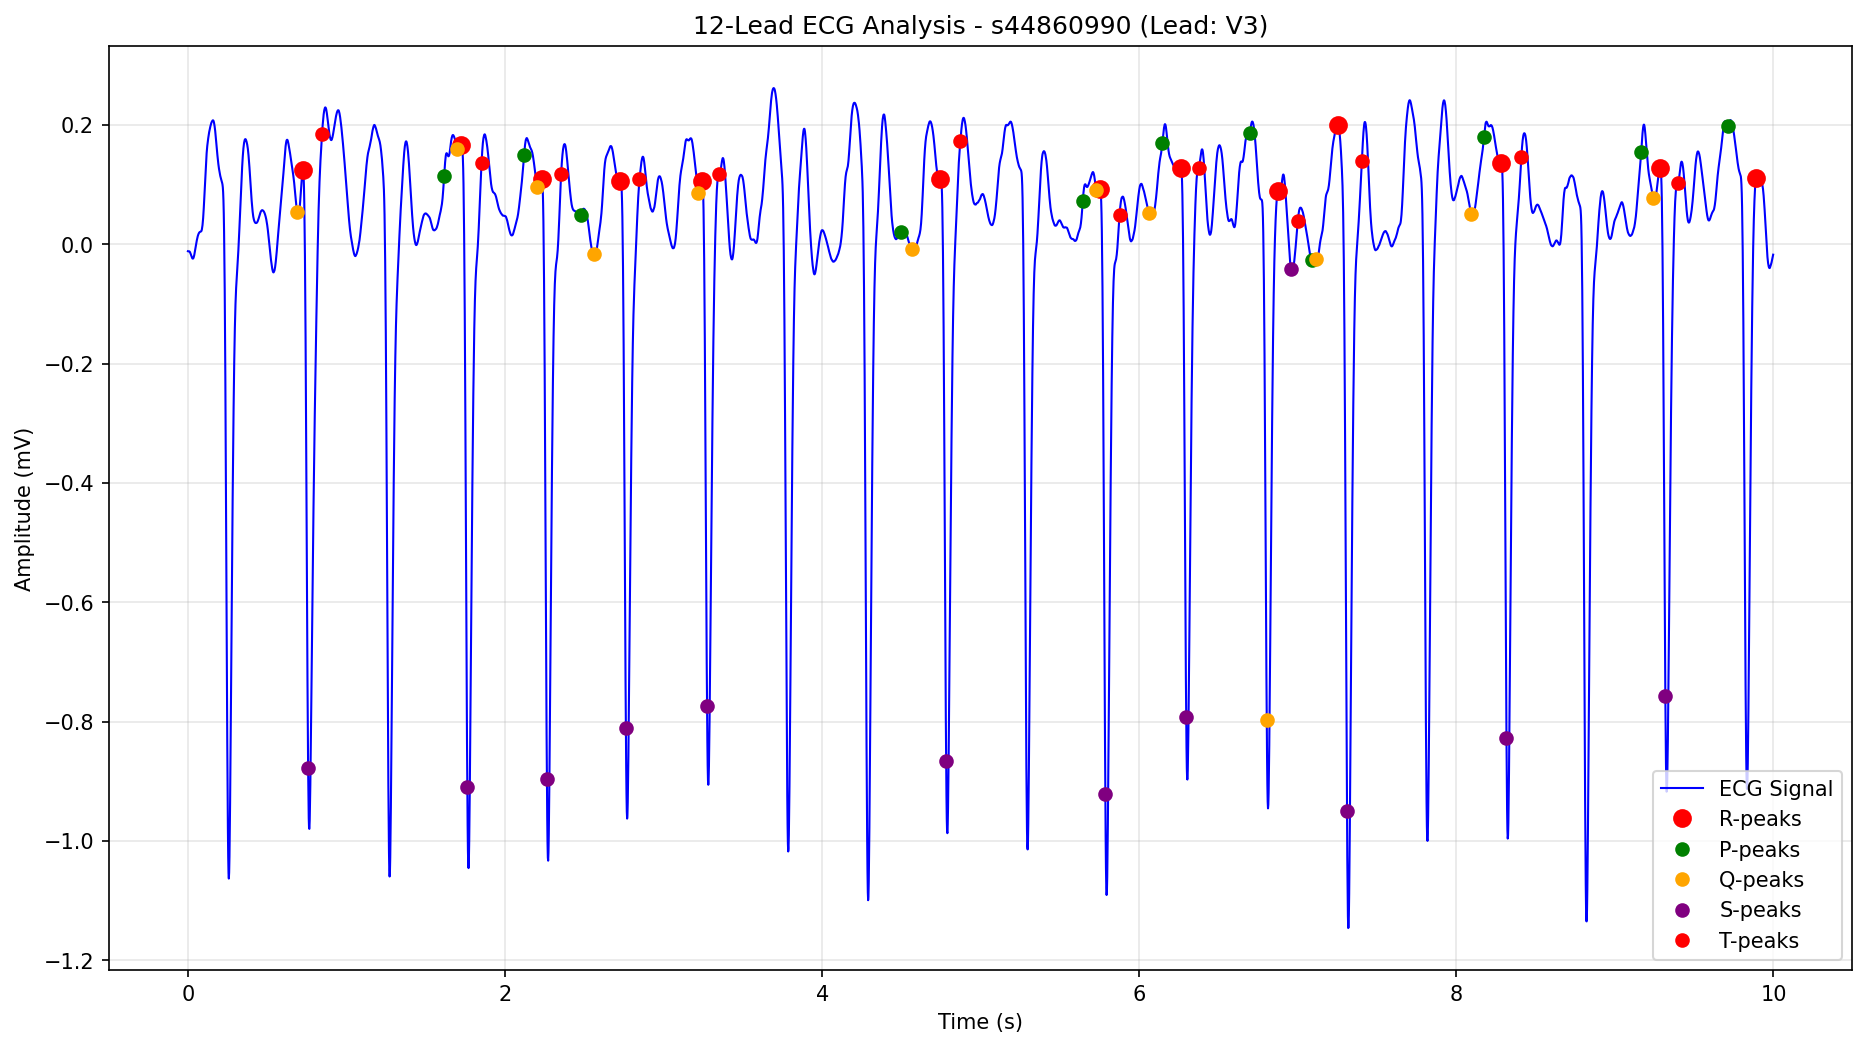 12-Lead ECG Analysis - s44860990 (Lead: V3)
Amplitude (mV)
0.2
0.0
−0.2
−0.4
−0.6
−0.8
−1.0
−1.2
0
2
4
6
8
10
Time (s)
ECG Signal
R-peaks
P-peaks
Q-peaks
S-peaks
T-peaks